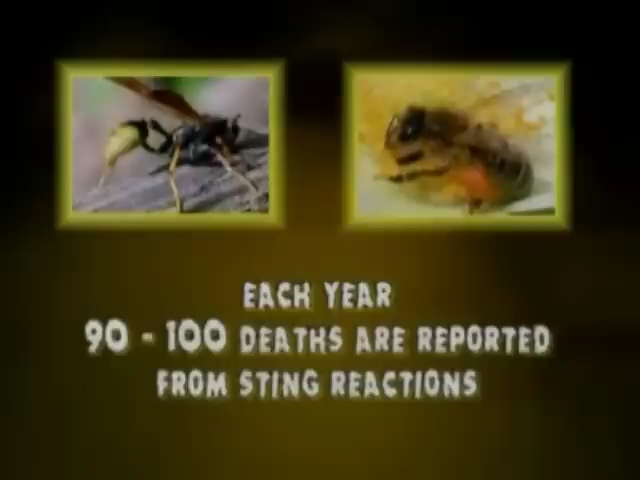 EACH YEAR
90 - 100 DEATHS ARE REPORTED
FROM STING REACTIONS